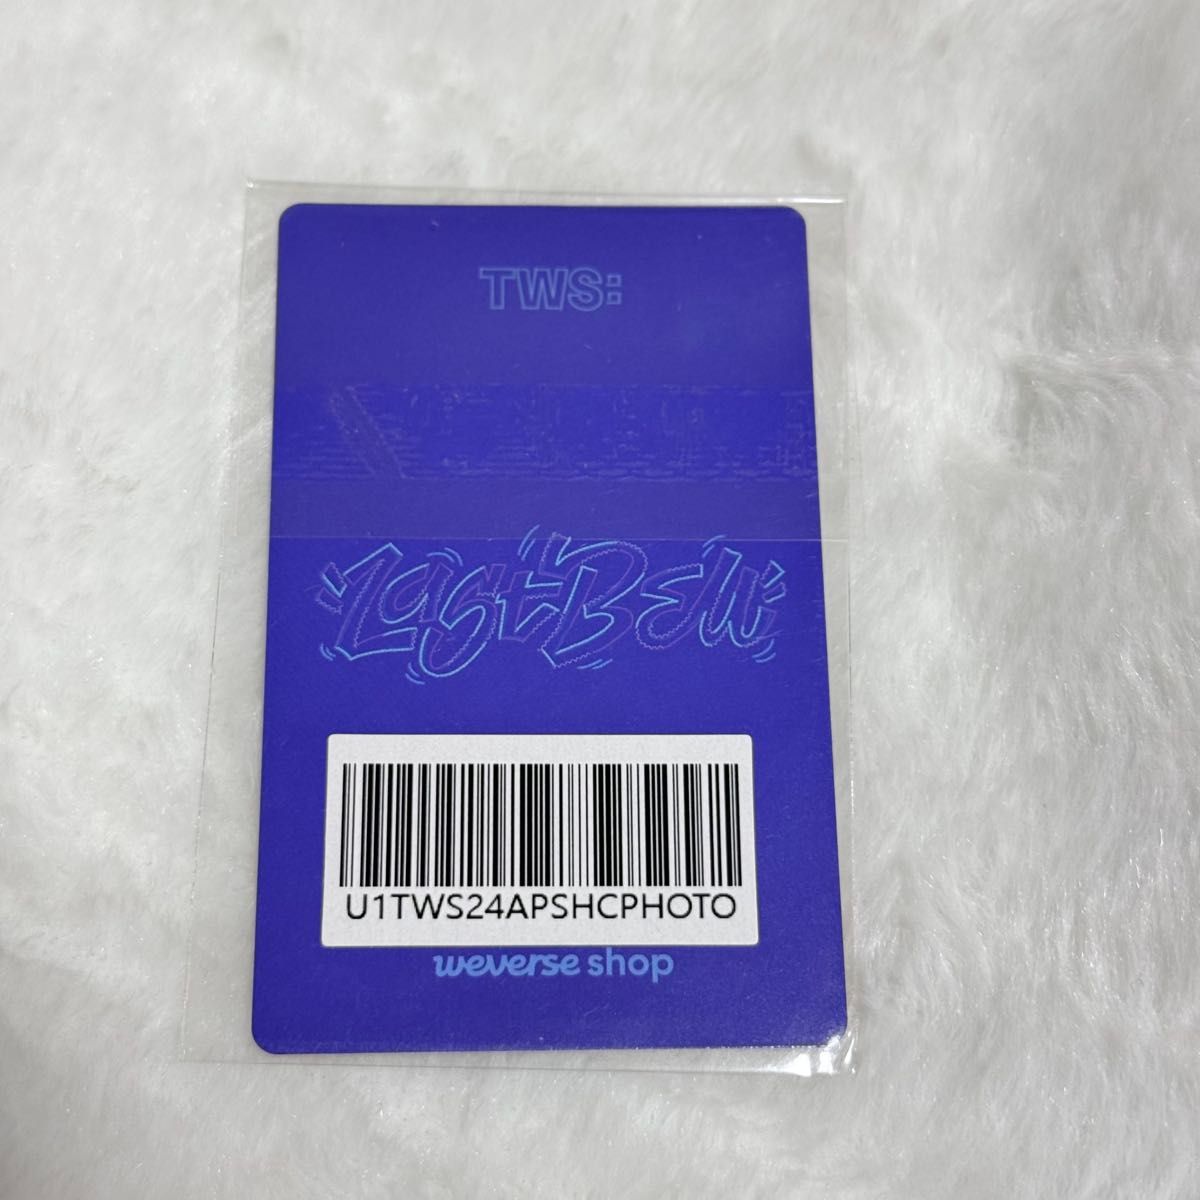 TWS:
Last Bell
U1TWS24APSHCPHOTO
weverse shop